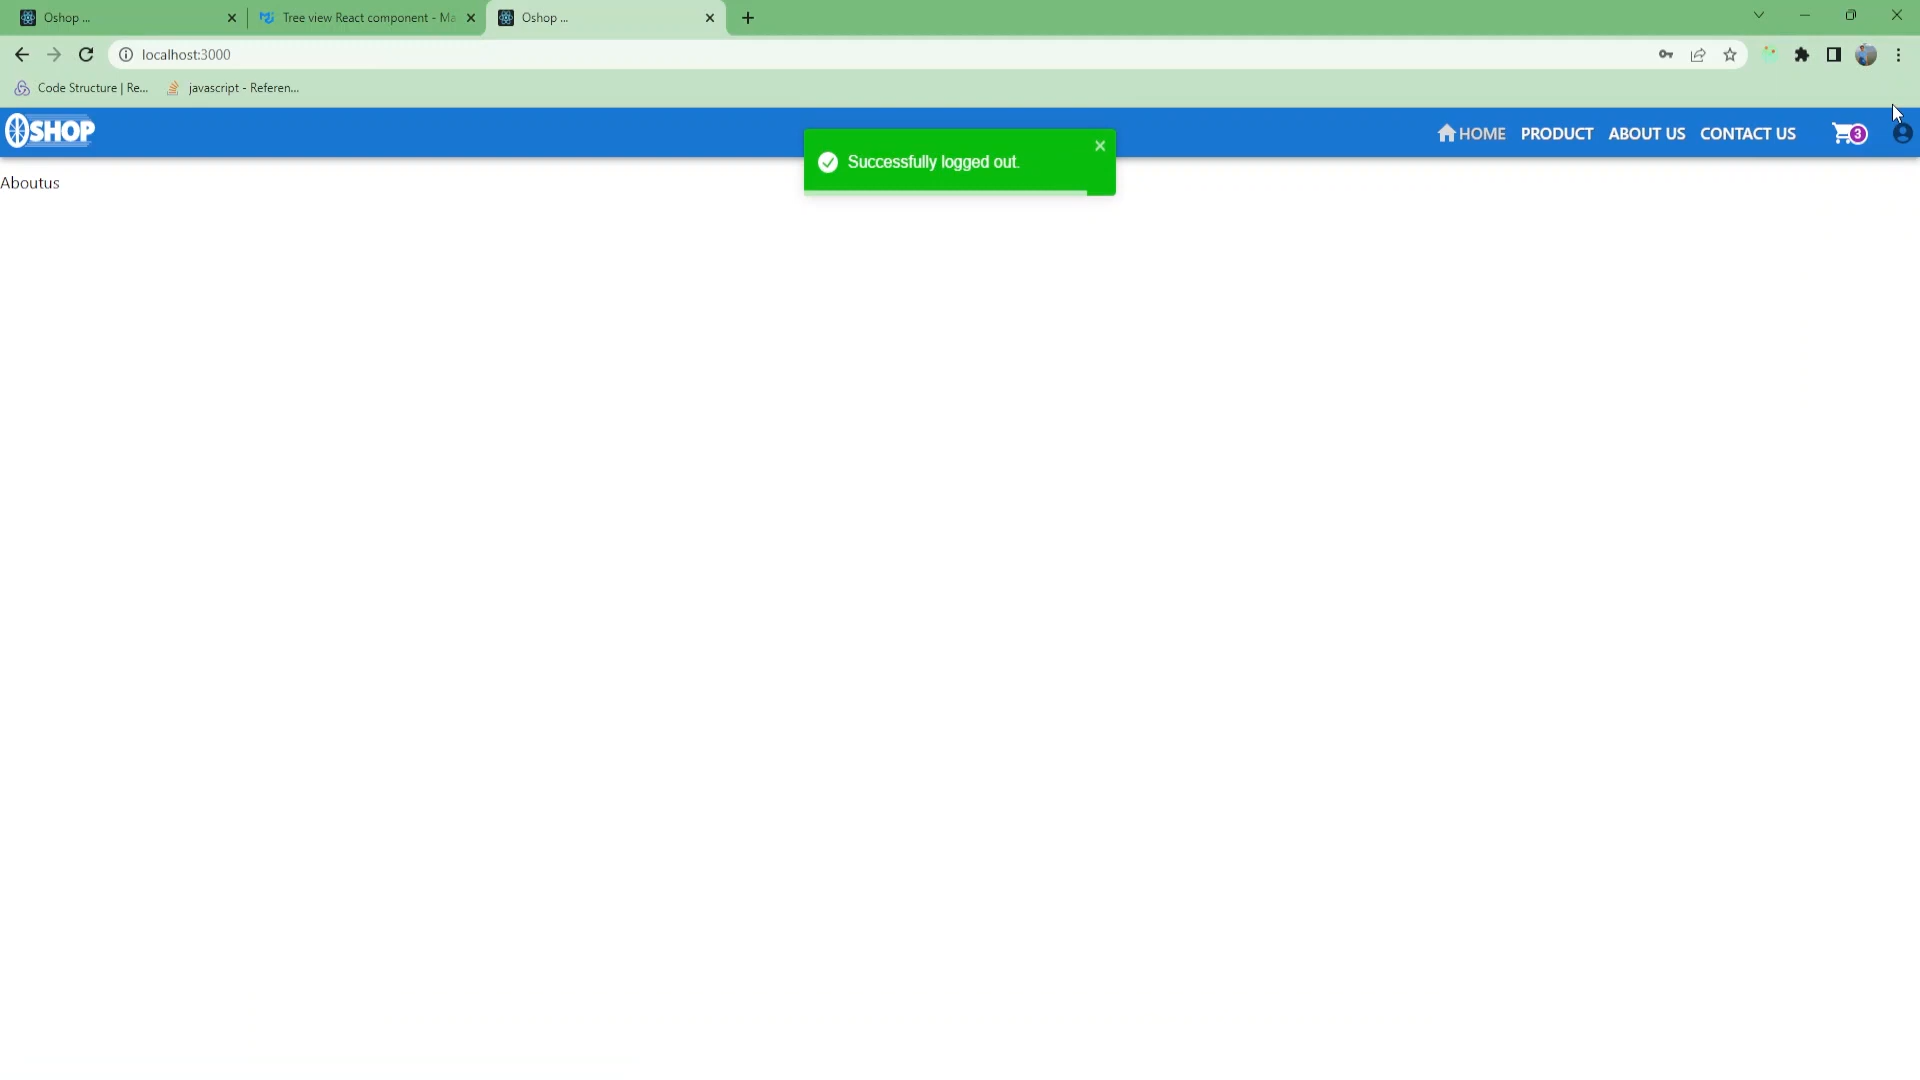 Oshop ...
Tree view React component - Ma
Oshop ...
localhost:3000
Code Structure | Re...
javascript - Referen...
SHOP
HOME
PRODUCT
ABOUT US
CONTACT US
3
Successfully logged out.
Aboutus